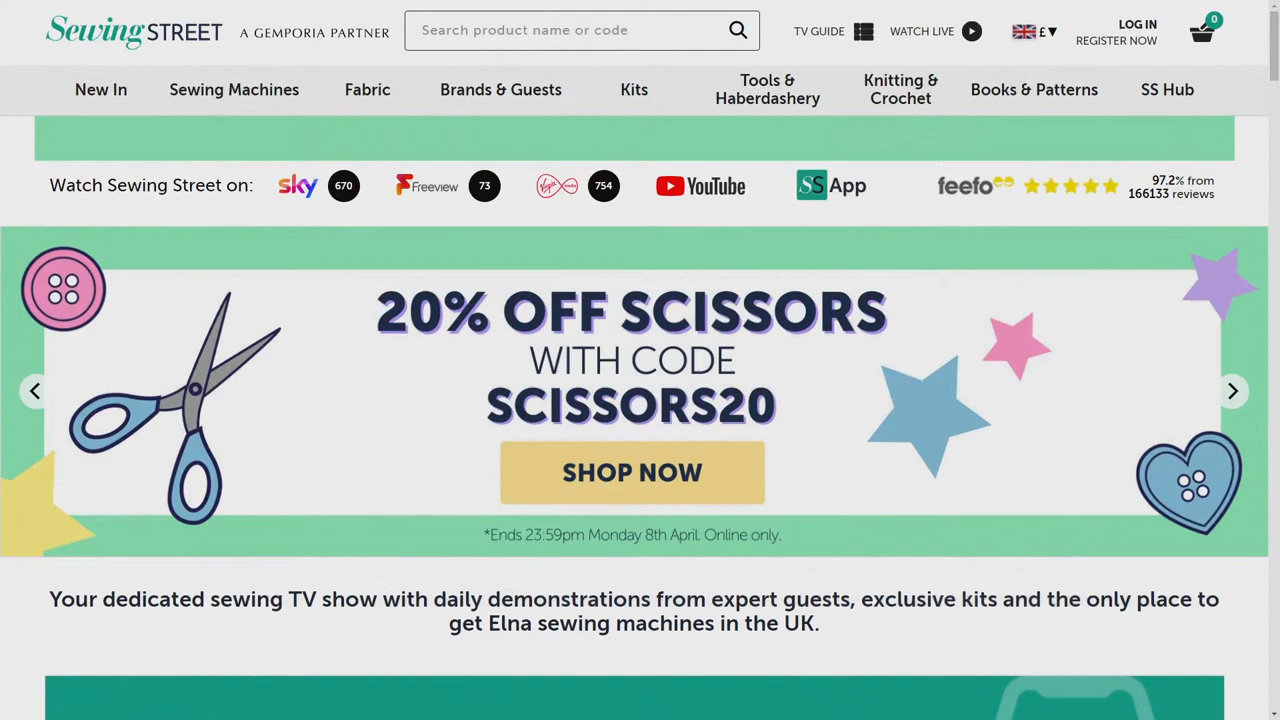 Sewing STREET A GEMPORIA PARTNER
Search product name or code
TV GUIDE
WATCH LIVE
£▼
LOG IN
REGISTER NOW
0
New In
Sewing Machines
Fabric
Brands & Guests
Kits
Tools &
Haberdashery
Knitting &
Crochet
Books & Patterns
SS Hub
Watch Sewing Street on:
sky 670
Freeview 73
Virgin media 754
YouTube
SS App
feefo
97.2% from
166133 reviews
20% OFF SCISSORS
WITH CODE
SCISSORS20
SHOP NOW
*Ends 23:59pm Monday 8th April. Online only.
Your dedicated sewing TV show with daily demonstrations from expert guests, exclusive kits and the only place to
get Elna sewing machines in the UK.